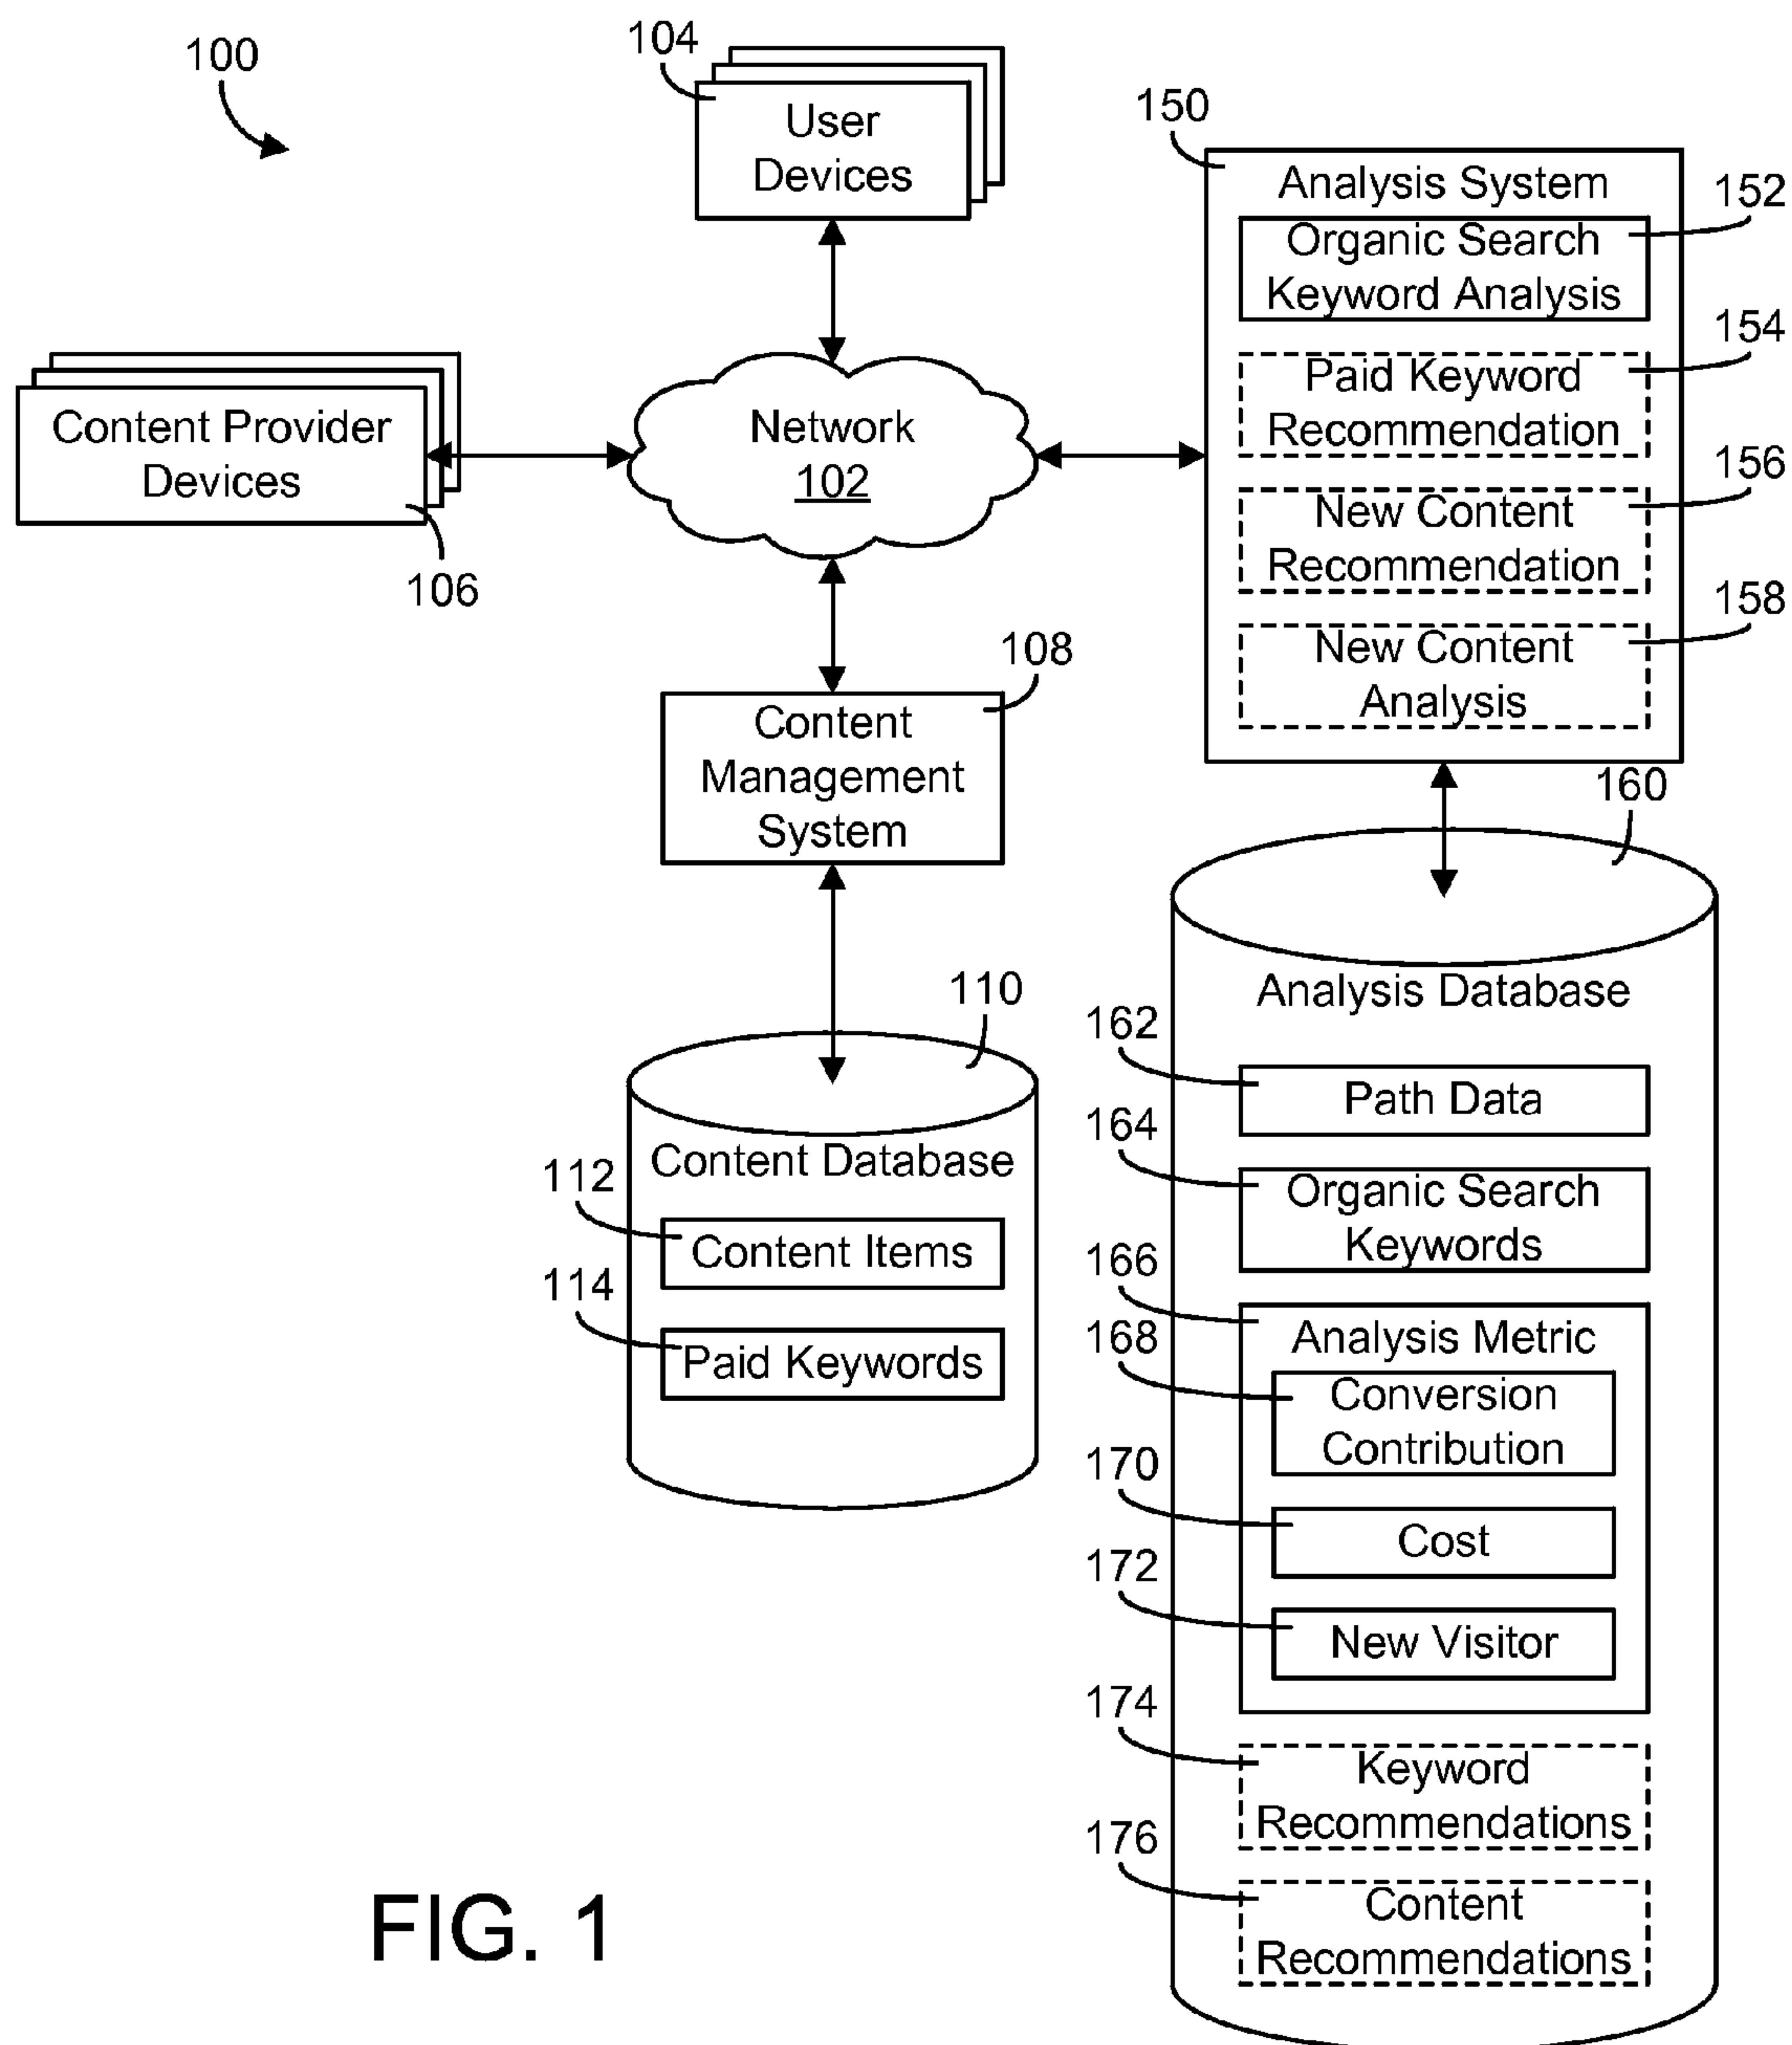 100
104
User
Devices
150
Analysis System
152
Organic Search
Keyword Analysis
154
Paid Keyword
Recommendation
156
New Content
Recommendation
158
New Content
Analysis
Content Provider
Devices
106
Network
102
108
Content
Management
System
160
Analysis Database
110
Content Database
112
Content Items
114
Paid Keywords
162
Path Data
164
Organic Search
Keywords
166
Analysis Metric
168
Conversion
Contribution
170
Cost
172
New Visitor
174
Keyword
Recommendations
176
Content
Recommendations
FIG. 1